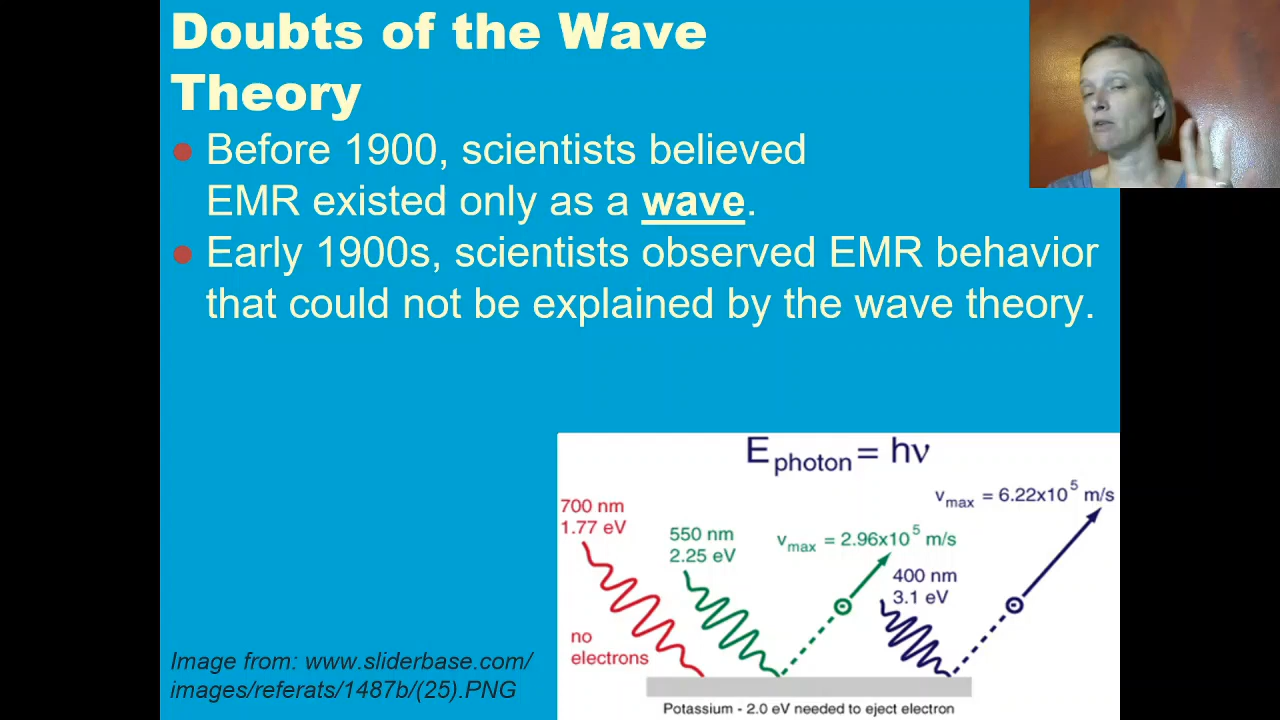 Doubts of the Wave
Theory
Before 1900, scientists believed
EMR existed only as a wave.
Early 1900s, scientists observed EMR behavior
that could not be explained by the wave theory.
E photon = hν
700 nm
1.77 eV
no
electrons
550 nm
2.25 eV
v max = 2.96x10 5 m/s
400 nm
3.1 eV
v max = 6.22x10 5 m/s
Potassium - 2.0 eV needed to eject electron
Image from: www.sliderbase.com/
images/referats/1487b/(25).PNG